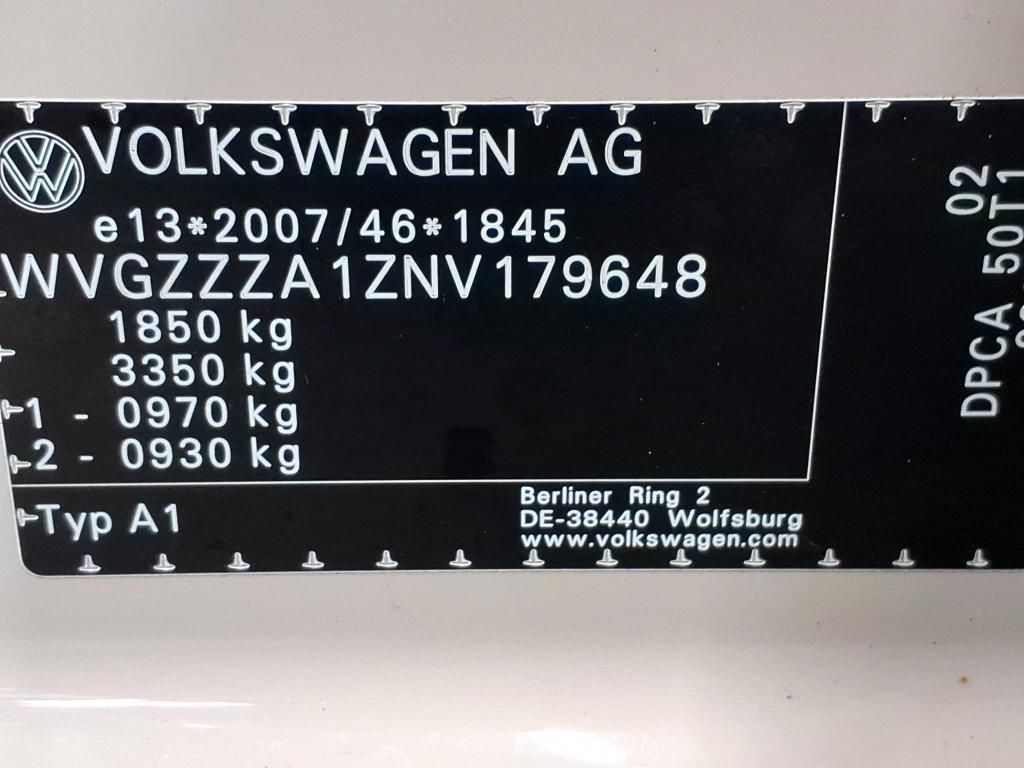 VOLKSWAGEN AG
e13*2007/46*1845
WVGZZZA1ZNV179648
1850 kg
3350 kg
1 - 0970 kg
2 - 0930 kg
Typ A1
Berliner Ring 2
DE-38440 Wolfsburg
www.volkswagen.com
02
DPCA 50T1